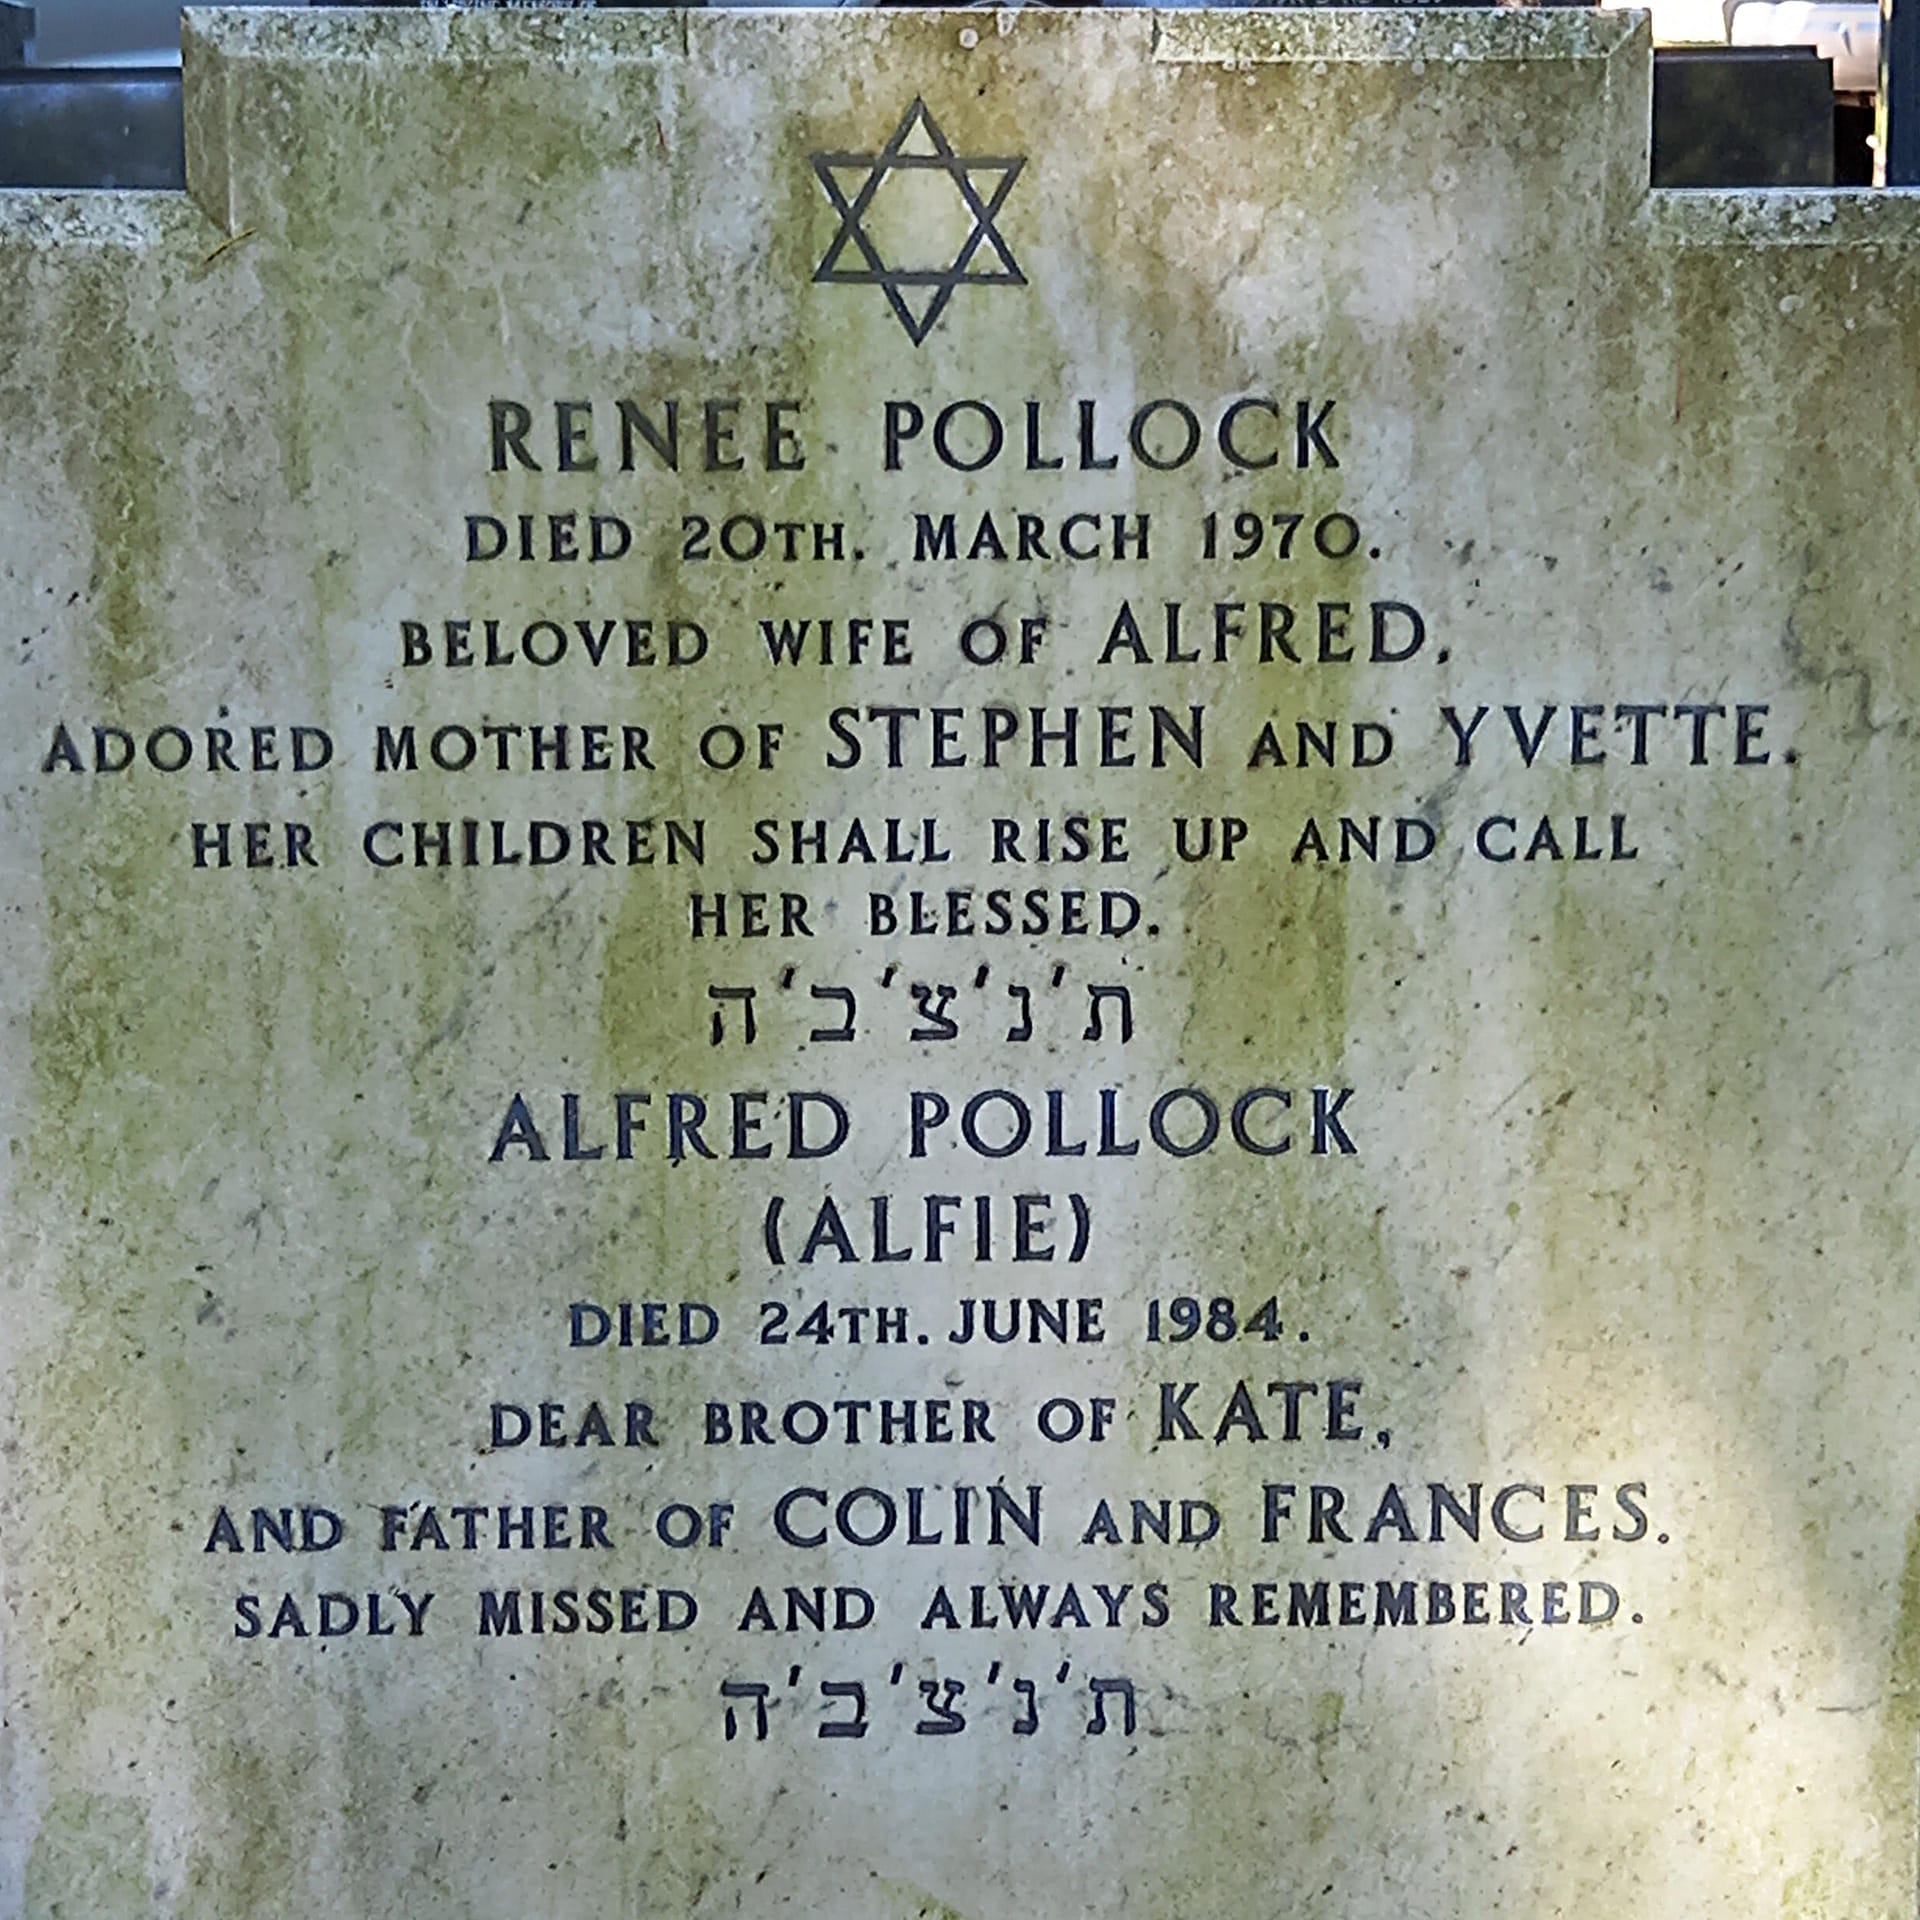 RENEE POLLOCK
DIED 20TH. MARCH 1970.
BELOVED WIFE OF ALFRED,
ADORED MOTHER OF STEPHEN AND YVETTE.
HER CHILDREN SHALL RISE UP AND CALL
HER BLESSED.
ת'נ'צ'ב'ה
ALFRED POLLOCK
(ALFIE)
DIED 24TH. JUNE 1984.
DEAR BROTHER OF KATE,
AND FATHER OF COLIN AND FRANCES.
SADLY MISSED AND ALWAYS REMEMBERED.
ת'נ'צ'ב'ה